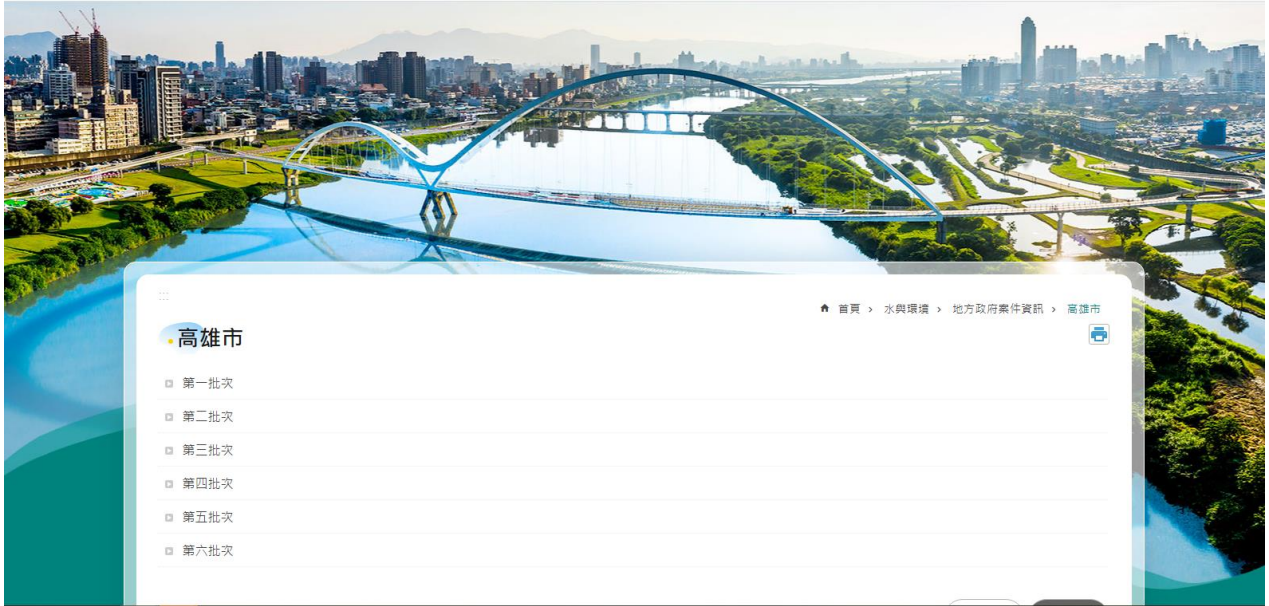 :::
首頁 › 水與環境 › 地方政府案件資訊 › 高雄市
高雄市
第一批次
第二批次
第三批次
第四批次
第五批次
第六批次